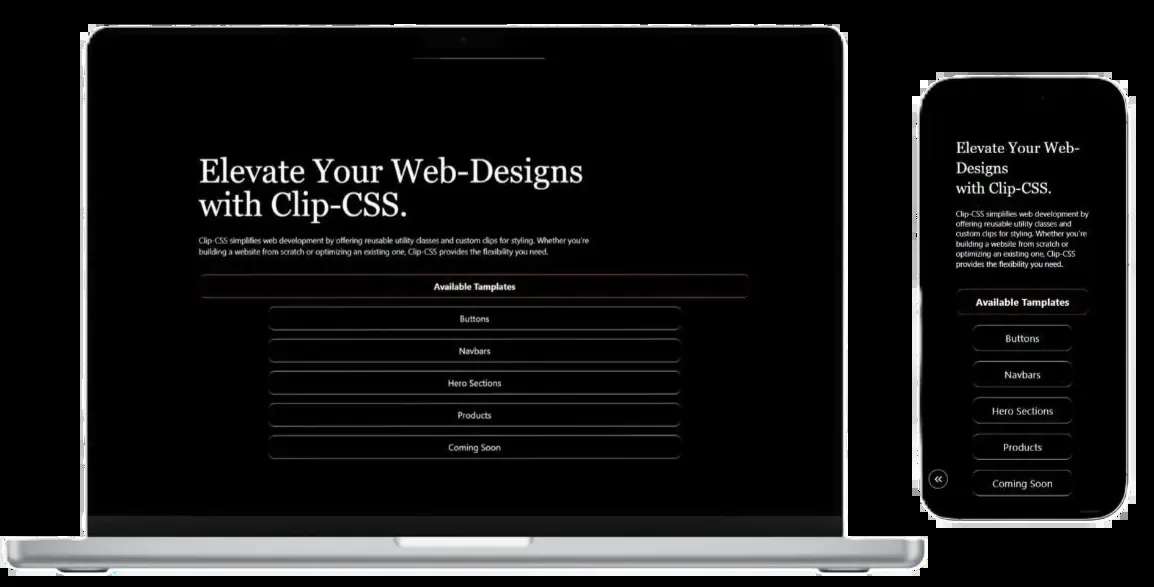 Elevate Your Web-Designs
with Clip-CSS.
Clip-CSS simplifies web development by offering reusable utility classes and custom clips for styling. Whether you're
building a website from scratch or optimizing an existing one, Clip-CSS provides the flexibility you need.
Available Tamplates
Buttons
Navbars
Hero Sections
Products
Coming Soon
Elevate Your Web-
Designs
with Clip-CSS.
Clip-CSS simplifies web development by
offering reusable utility classes and
custom clips for styling. Whether you're
building a website from scratch or
optimizing an existing one, Clip-CSS
provides the flexibility you need.
Available Tamplates
Buttons
Navbars
Hero Sections
Products
Coming Soon